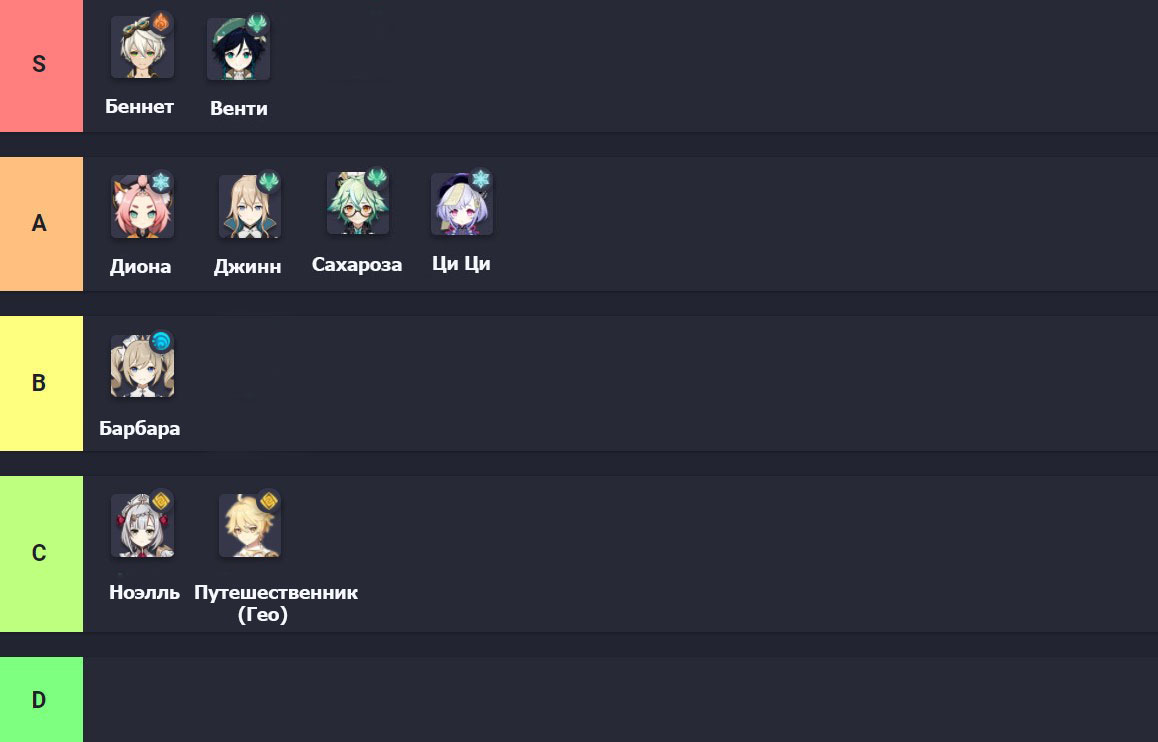 S
Беннет
Венти
A
Диона
Джинн
Сахароза
Ци Ци
B
Барбара
C
Ноэлль
Путешественник
(Гео)
D